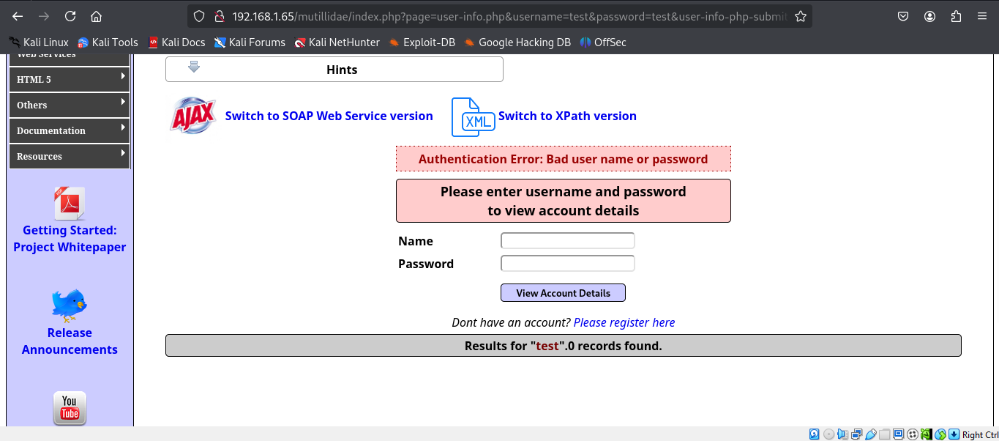 192.168.1.65/mutillidae/index.php?page=user-info.php&username=test&password=test&user-info-php-submit
Kali Linux Kali Tools Kali Docs Kali Forums Kali NetHunter Exploit-DB Google Hacking DB OffSec
Web Services
HTML 5
Others
Documentation
Resources
PDF
Getting Started:
Project Whitepaper
Release
Announcements
You
Tube
Hints
AJAX Switch to SOAP Web Service version XML Switch to XPath version
Authentication Error: Bad user name or password
Please enter username and password
to view account details
Name
Password
View Account Details
Dont have an account? Please register here
Results for "test".0 records found.
Right Ctrl